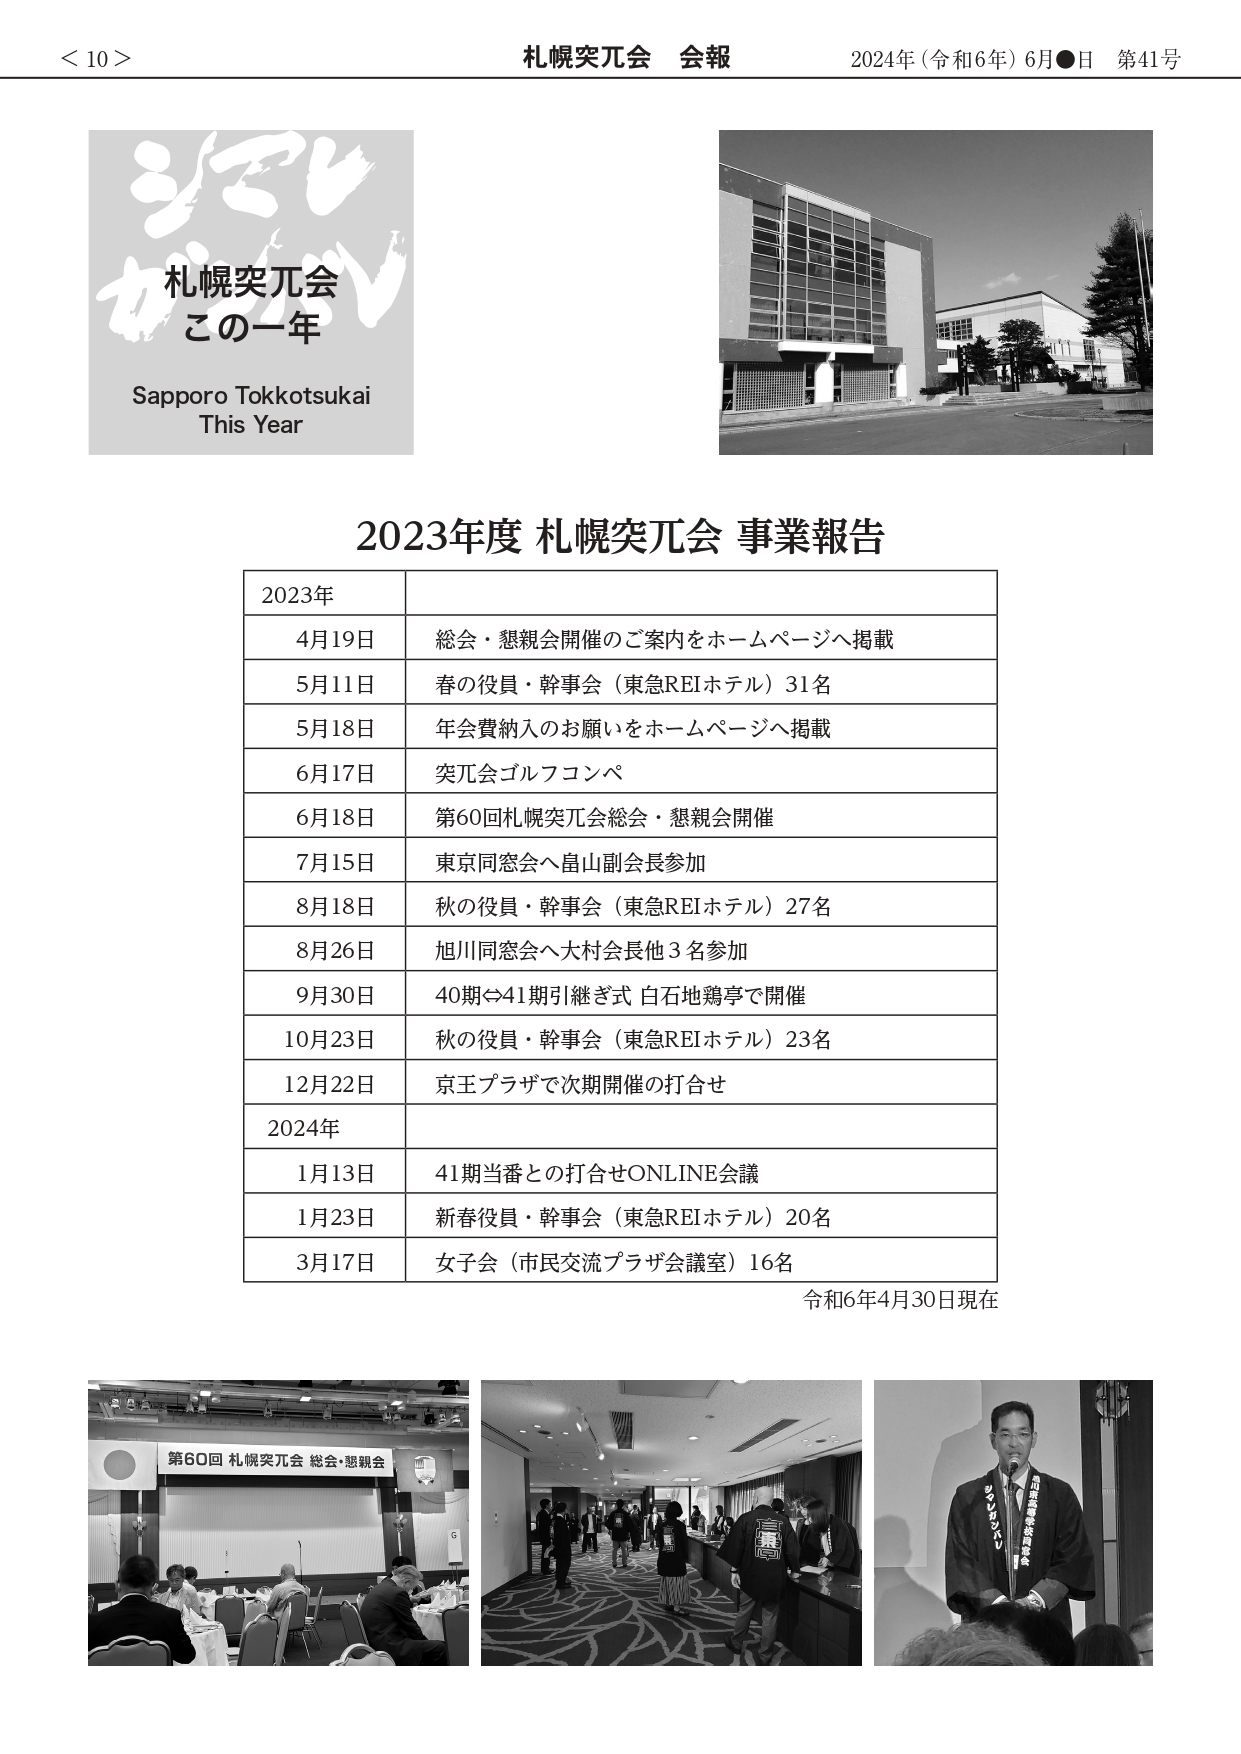 ＜10＞
札幌突兀会　会報
2024年（令和6年）6月●日　第41号
シマレ
ガンバレ
札幌突兀会
この一年
Sapporo Tokkotsukai
This Year
2023年度 札幌突兀会 事業報告
2023年
4月19日　総会・懇親会開催のご案内をホームページへ掲載
5月11日　春の役員・幹事会（東急REIホテル）31名
5月18日　年会費納入のお願いをホームページへ掲載
6月17日　突兀会ゴルフコンペ
6月18日　第60回札幌突兀会総会・懇親会開催
7月15日　東京同窓会へ畠山副会長参加
8月18日　秋の役員・幹事会（東急REIホテル）27名
8月26日　旭川同窓会へ大村会長他３名参加
9月30日　40期⇔41期引継ぎ式 白石地鶏亭で開催
10月23日　秋の役員・幹事会（東急REIホテル）23名
12月22日　京王プラザで次期開催の打合せ
2024年
1月13日　41期当番との打合せONLINE会議
1月23日　新春役員・幹事会（東急REIホテル）20名
3月17日　女子会（市民交流プラザ会議室）16名
令和6年4月30日現在
第60回 札幌突兀会 総会・懇親会
G
東
旭川東高等学校同窓会
シマレガンバレ